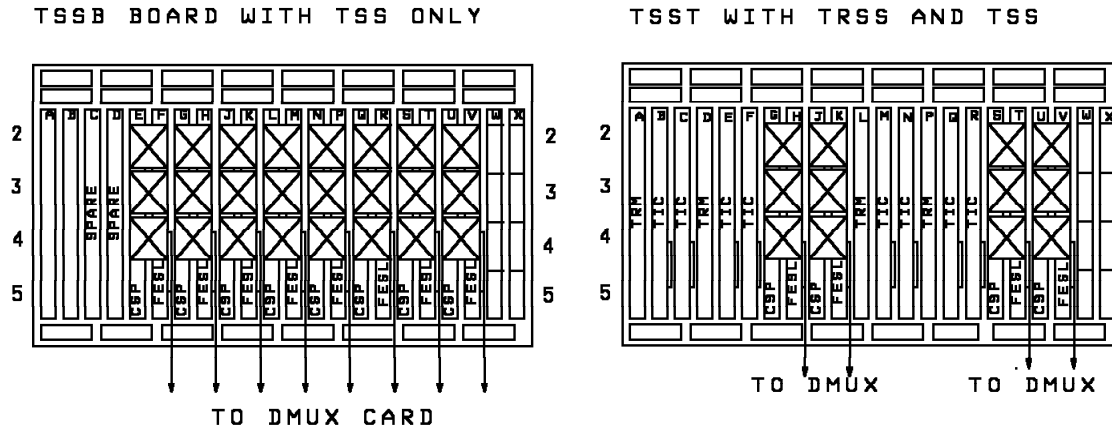 TSSB BOARD WITH TSS ONLY
A B C D E F G H J K L M N P Q R S T U V W X
2 2
3 3
4 4
5 5
SPARE SPARE
CSP FESL CSP FESL CSP FESL CSP FESL CSP FESL CSP FESL CSP FESL CSP FESL
TO DMUX CARD
TSST WITH TRSS AND TSS
A B C D E F G H J K L M N P Q R S T U V W X
2
3
4
5
TRM TIC TIC TRM TIC TIC TRM TIC TIC TRM TIC TIC
CSP FESL CSP FESL CSP FESL CSP FESL
TO DMUX TO DMUX